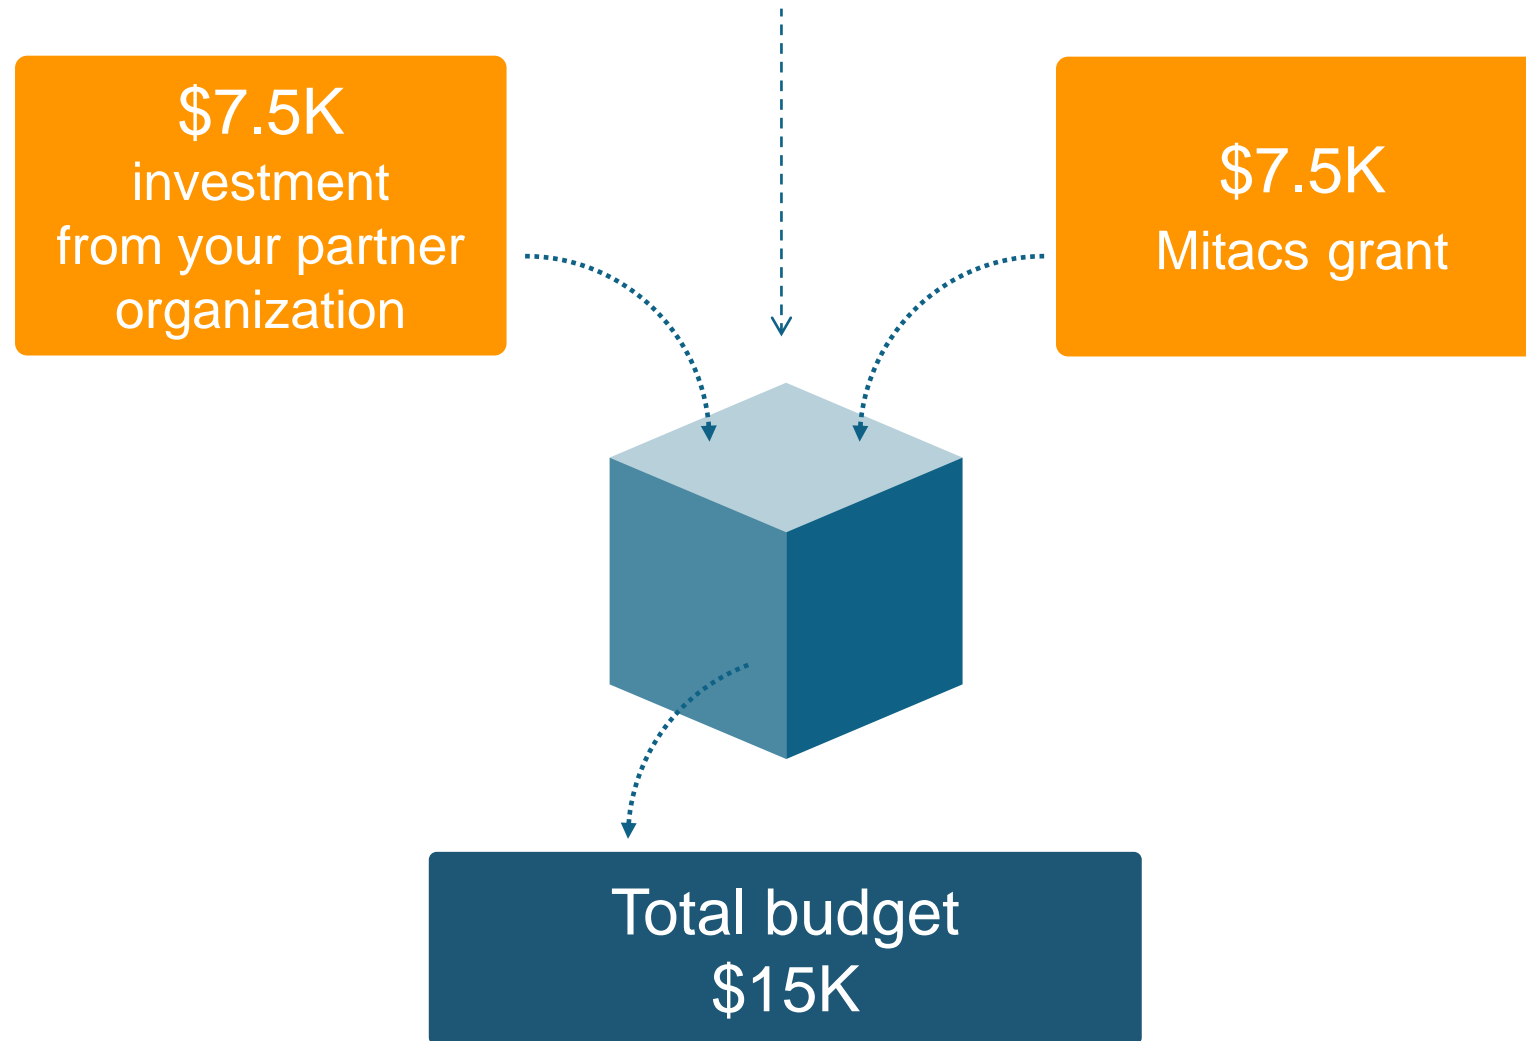 $7.5K
investment
from your partner
organization
$7.5K
Mitacs grant
Total budget
$15K